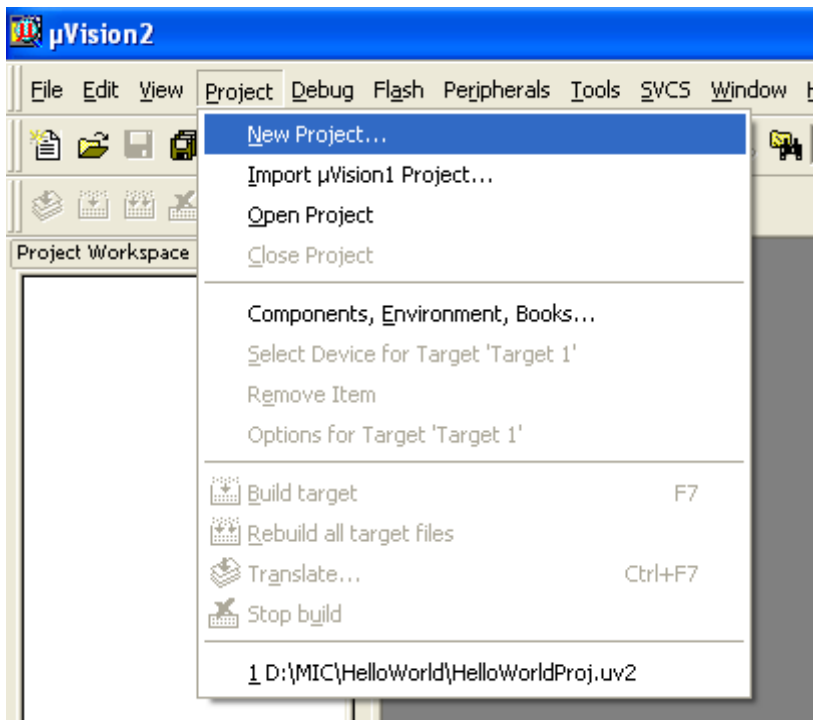 µVision2
File Edit View Project Debug Flash Peripherals Tools SVCS Window
New Project...
Import µVision1 Project...
Open Project
Project Workspace
Close Project
Components, Environment, Books...
Select Device for Target 'Target 1'
Remove Item
Options for Target 'Target 1'
Build target F7
Rebuild all target files
Translate... Ctrl+F7
Stop build
1 D:\MIC\HelloWorld\HelloWorldProj.uv2